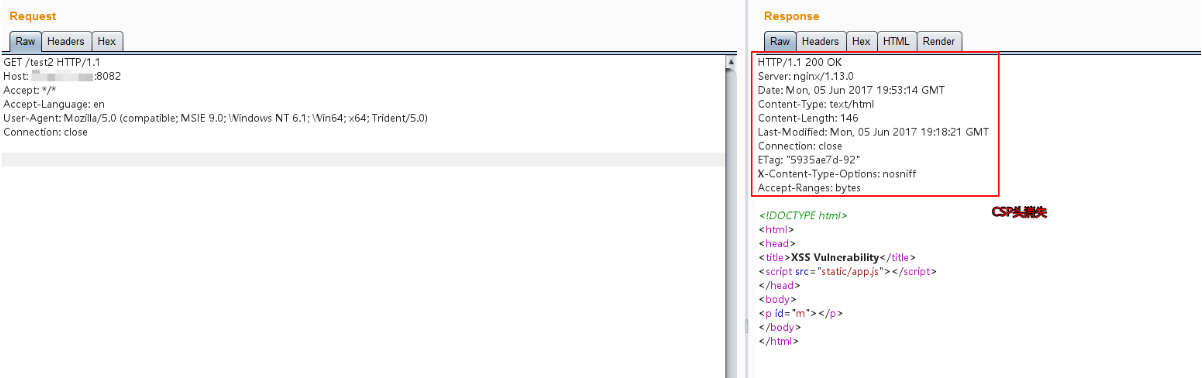 Request
Raw
Headers
Hex
GET /test2 HTTP/1.1
Host: :8082
Accept: */*
Accept-Language: en
User-Agent: Mozilla/5.0 (compatible; MSIE 9.0; Windows NT 6.1; Win64; x64; Trident/5.0)
Connection: close
Response
Raw
Headers
Hex
HTML
Render
HTTP/1.1 200 OK
Server: nginx/1.13.0
Date: Mon, 05 Jun 2017 19:53:14 GMT
Content-Type: text/html
Content-Length: 146
Last-Modified: Mon, 05 Jun 2017 19:18:21 GMT
Connection: close
ETag: "5935ae7d-92"
X-Content-Type-Options: nosniff
Accept-Ranges: bytes
CSP头消失
<!DOCTYPE html>
<html>
<head>
<title>XSS Vulnerability</title>
<script src="static/app.js"></script>
</head>
<body>
<p id="m"></p>
</body>
</html>